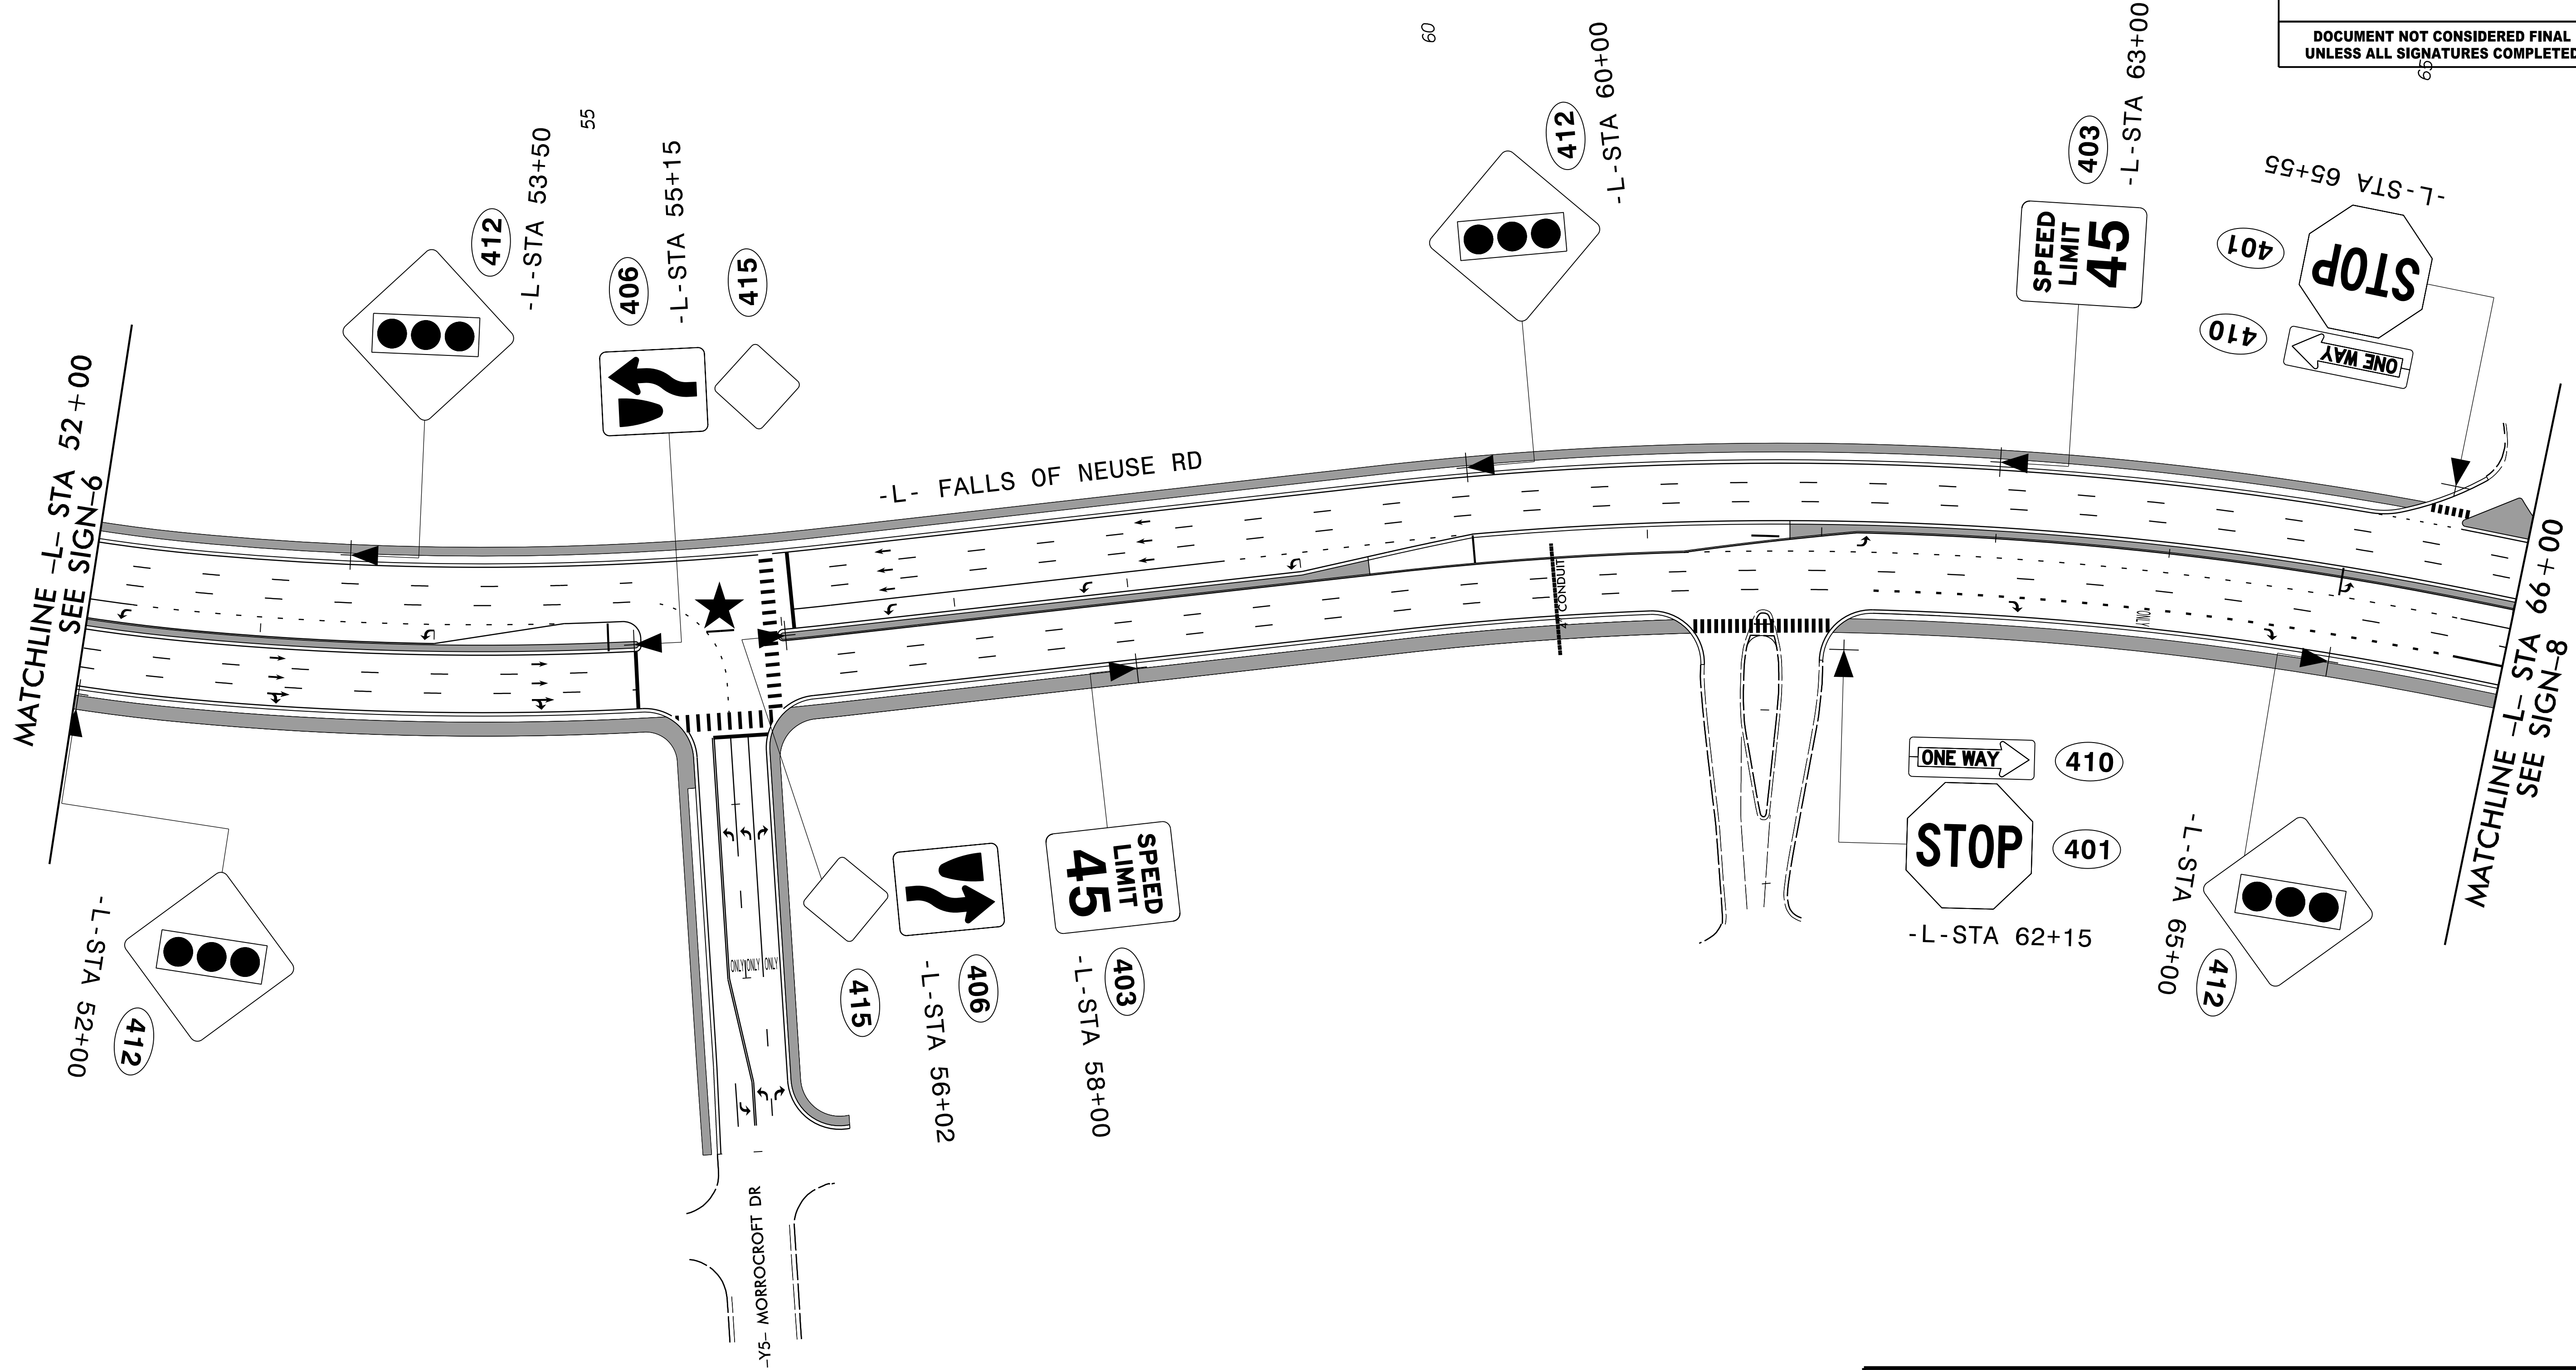 DOCUMENT NOT CONSIDERED FINAL
UNLESS ALL SIGNATURES COMPLETED
MATCHLINE -L- STA 52+00
SEE SIGN-6
412
-L-STA 53+50
55
406
-L-STA 55+15
415
60
412
-L-STA 60+00
403
-L-STA 63+00
SPEED
LIMIT
45
65
-L-STA 65+55
401
STOP
410
ONE WAY
-L- FALLS OF NEUSE RD
4" CONDUIT
ONLY
MATCHLINE -L- STA 66+00
SEE SIGN-8
-L-STA 52+00
412
ONLY
ONLY
ONLY
415
406
-L-STA 56+02
SPEED
LIMIT
45
403
-L-STA 58+00
ONE WAY
410
STOP
401
-L-STA 62+15
-L-STA 65+00
412
-Y5- MORROCROFT DR